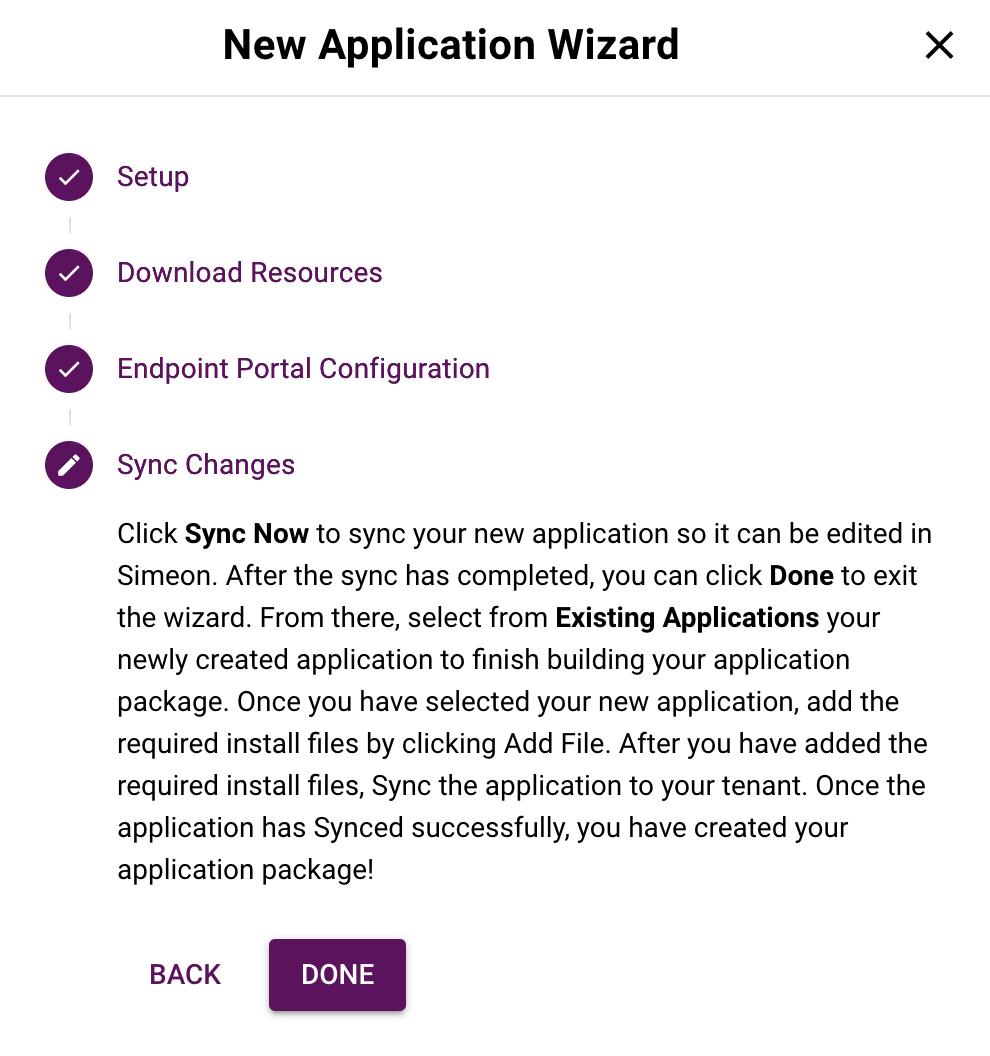 New Application Wizard
Setup
Download Resources
Endpoint Portal Configuration
Sync Changes
Click Sync Now to sync your new application so it can be edited in
Simeon. After the sync has completed, you can click Done to exit
the wizard. From there, select from Existing Applications your
newly created application to finish building your application
package. Once you have selected your new application, add the
required install files by clicking Add File. After you have added the
required install files, Sync the application to your tenant. Once the
application has Synced successfully, you have created your
application package!
BACK
DONE